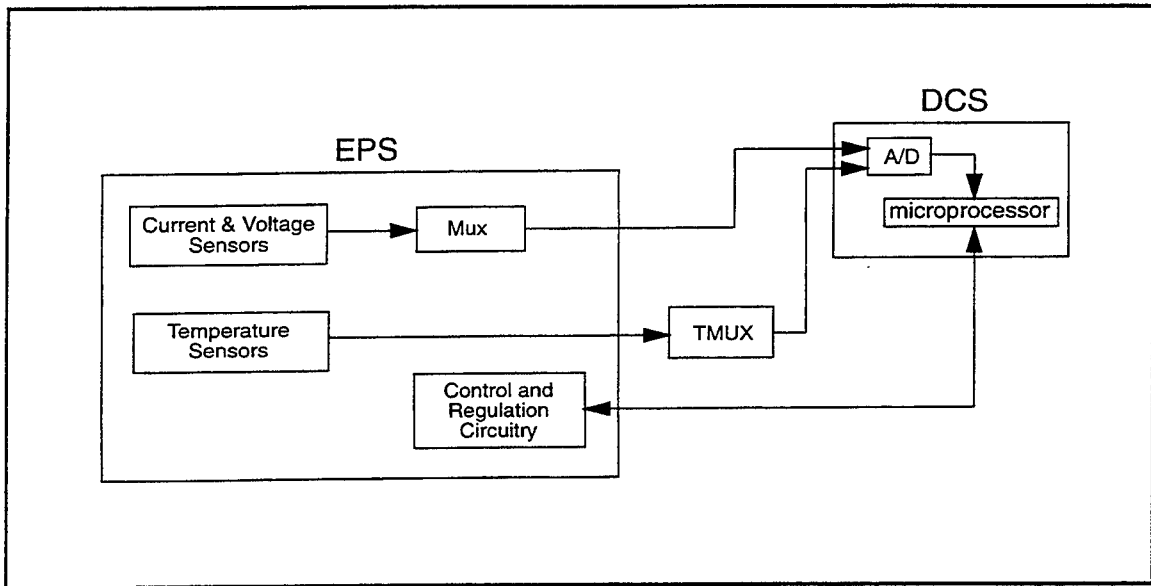 DCS
EPS
A/D
microprocessor
Current & Voltage
Sensors
Mux
Temperature
Sensors
TMUX
Control and
Regulation
Circuitry